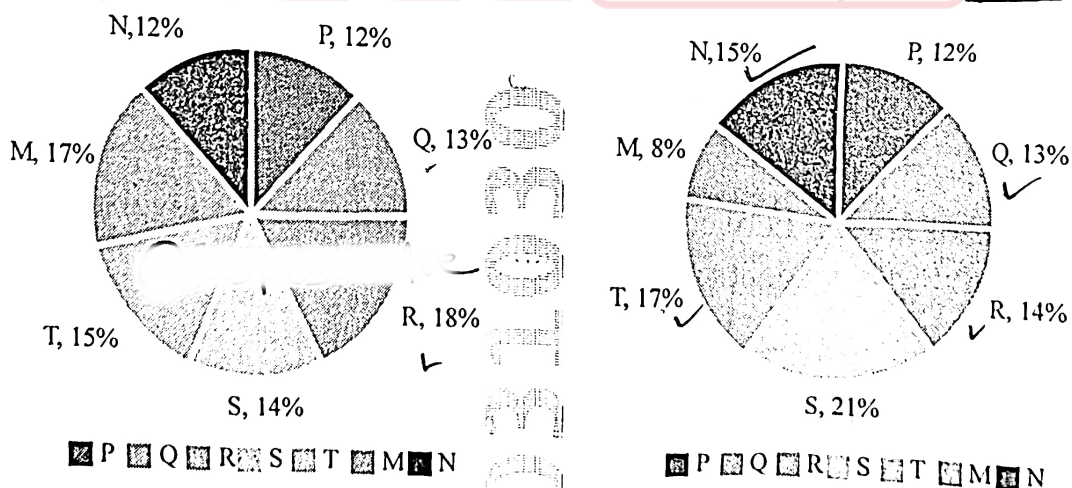 N,12%
P, 12%
Q, 13%
R, 18%
S, 14%
T, 15%
M, 17%
P Q R S T M N
N,15%
P, 12%
Q, 13%
R, 14%
S, 21%
T, 17%
M, 8%
P Q R S T M N